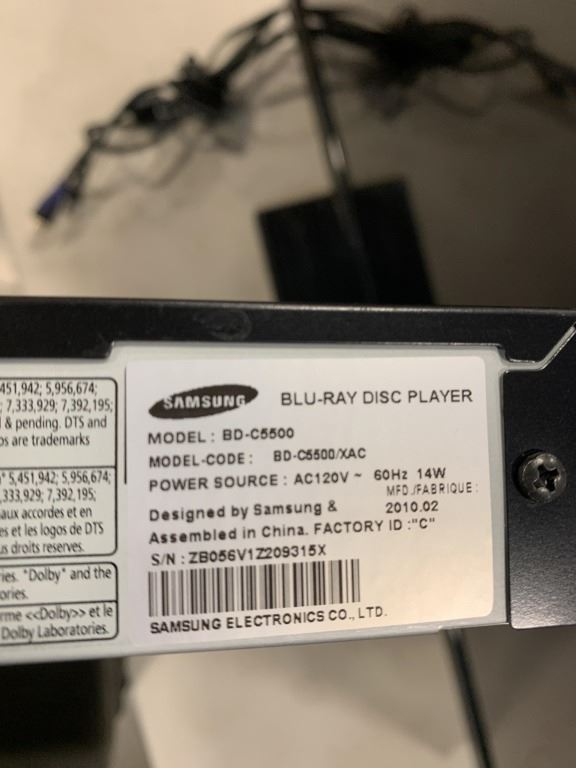 451,942; 5,956,674;
; 7,333,929; 7,392,195;
& pending. DTS and
os are trademarks
" 5,451,942; 5,956,674;
,333,929; 7,392,195;
aux accordes et en
es et les logos de DTS
us droits reserves.
ries. "Dolby" and the
ories.
rme <<Dolby>> et le
Dolby Laboratories.
SAMSUNG BLU-RAY DISC PLAYER
MODEL : BD-C5500
MODEL-CODE : BD-C5500/XAC
POWER SOURCE : AC120V ~ 60Hz 14W
MFD./FABRIQUE :
Designed by Samsung & 2010.02
Assembled in China. FACTORY ID :"C"
S/N : ZB056V1Z209315X
SAMSUNG ELECTRONICS CO., LTD.